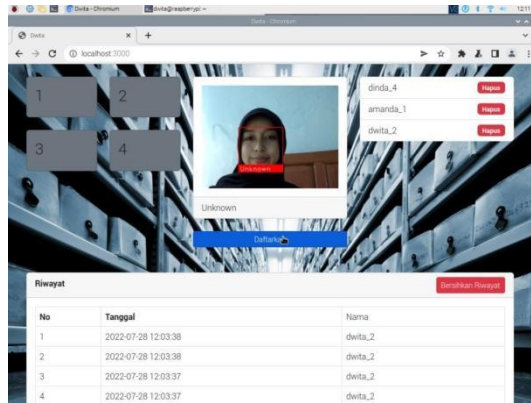 Dwita - Chromium
dwita@raspberrypi: ~
12:11
Dwita - Chromium
Dwita
localhost:3000
1
2
3
4
Unknown
Unknown
Daftarkan
dinda_4 Hapus
amanda_1 Hapus
dwita_2 Hapus
Riwayat
Bersihkan Riwayat
No Tanggal Nama
1 2022-07-28 12:03:38 dwita_2
2 2022-07-28 12:03:38 dwita_2
3 2022-07-28 12:03:37 dwita_2
4 2022-07-28 12:03:37 dwita_2